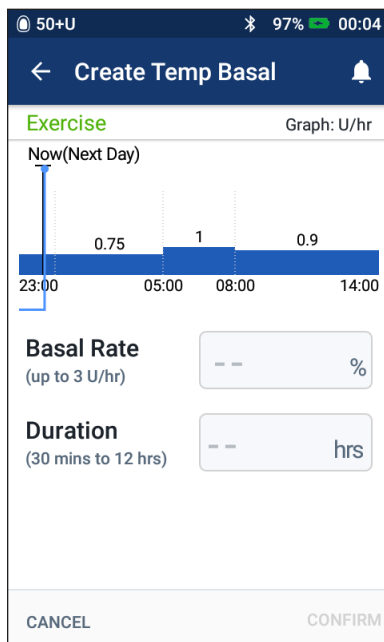 50+U 97% 00:04
Create Temp Basal
Exercise Graph: U/hr
Now(Next Day)
0.75 1 0.9
23:00 05:00 08:00 14:00
Basal Rate
(up to 3 U/hr)
-- %
Duration
(30 mins to 12 hrs)
-- hrs
CANCEL CONFIRM